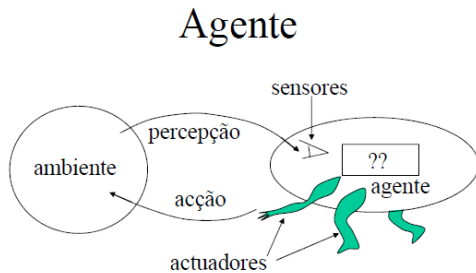 Agente
sensores
percepção
ambiente
??
agente
acção
actuadores